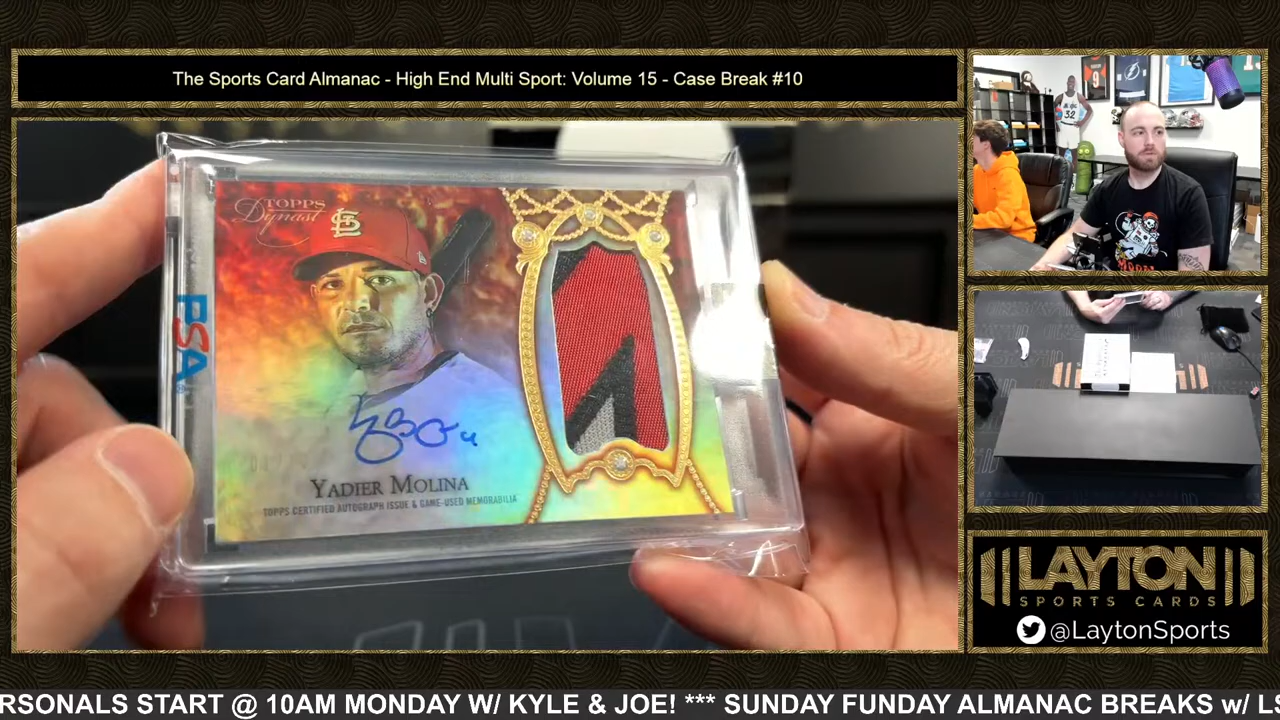 The Sports Card Almanac - High End Multi Sport: Volume 15 - Case Break #10
TOPPS
Dynasty
PSA
YADIER MOLINA
TOPPS CERTIFIED AUTOGRAPH ISSUE & GAME-USED MEMORABILIA
9
32
LAYTON
SPORTS CARDS
@LaytonSports
RSONALS START @ 10AM MONDAY W/ KYLE & JOE! *** SUNDAY FUNDAY ALMANAC BREAKS w/ LS